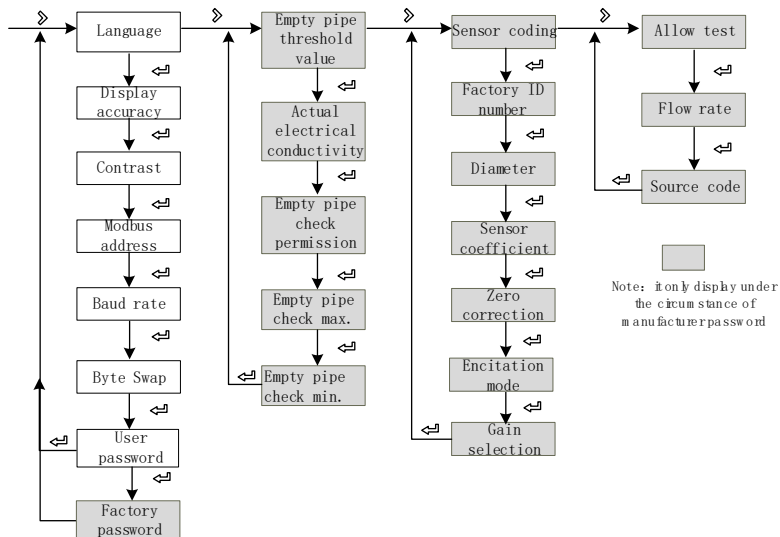 Language
Display
accuracy
Contrast
Modbus
address
Baud rate
Byte Swap
User
password
Factory
password
Empty pipe
threshold
value
Actual
electrical
conductivity
Empty pipe
check
permission
Empty pipe
check max.
Empty pipe
check min.
Sensor coding
Factory ID
number
Diameter
Sensor
coefficient
Zero
correction
Encitation
mode
Gain
selection
Allow test
Flow rate
Source code
Note: it only display under
the circumstance of
manufacturer password